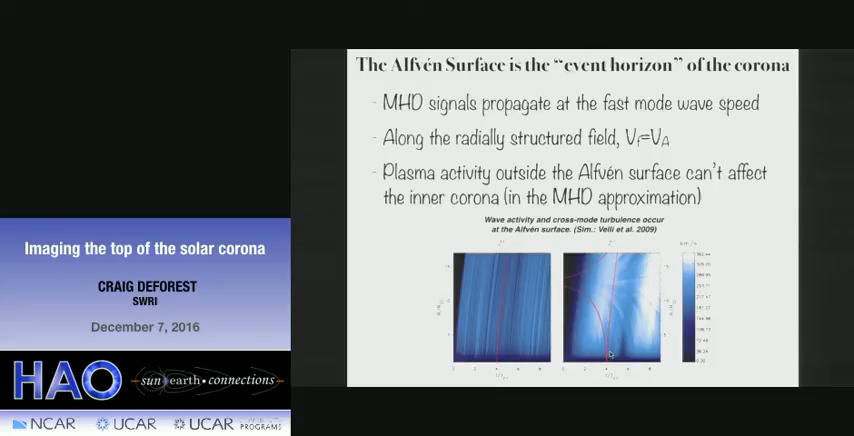 The Alfvén Surface is the “event horizon” of the corona
- MHD signals propagate at the fast mode wave speed
- Along the radially structured field, Vf=VA
- Plasma activity outside the Alfvén surface can't affect
the inner corona (in the MHD approximation)
Wave activity and cross-mode turbulence occur
at the Alfvén surface. (Sim.: Velli et al. 2009)
Imaging the top of the solar corona
CRAIG DEFOREST
SWRI
December 7, 2016
HAO
sun earth • connections
NCAR
UCAR
UCAR
PROGRAMS